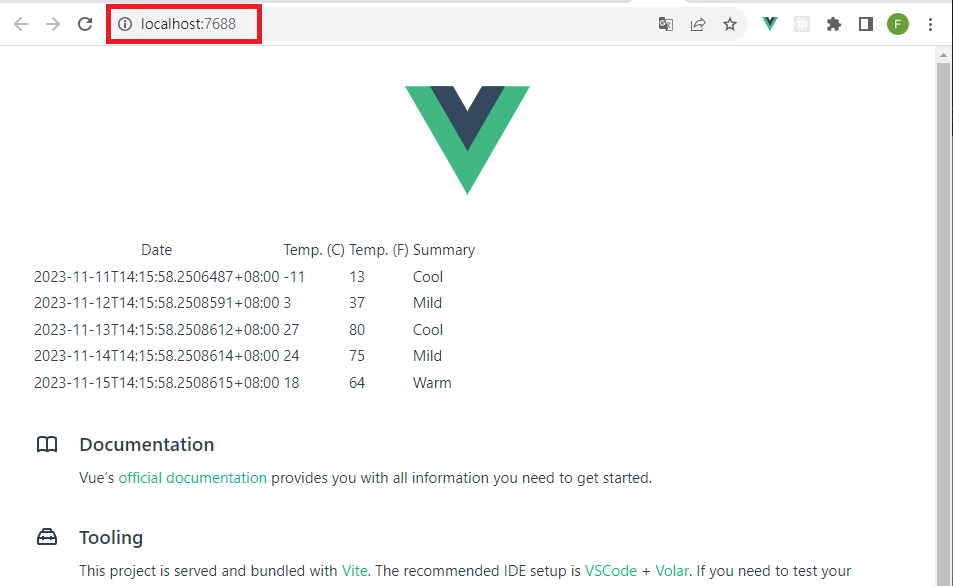 localhost:7688
F
Date Temp. (C) Temp. (F) Summary
2023-11-11T14:15:58.2506487+08:00 -11 13 Cool
2023-11-12T14:15:58.2508591+08:00 3 37 Mild
2023-11-13T14:15:58.2508612+08:00 27 80 Cool
2023-11-14T14:15:58.2508614+08:00 24 75 Mild
2023-11-15T14:15:58.2508615+08:00 18 64 Warm
Documentation
Vue’s official documentation provides you with all information you need to get started.
Tooling
This project is served and bundled with Vite. The recommended IDE setup is VSCode + Volar. If you need to test your